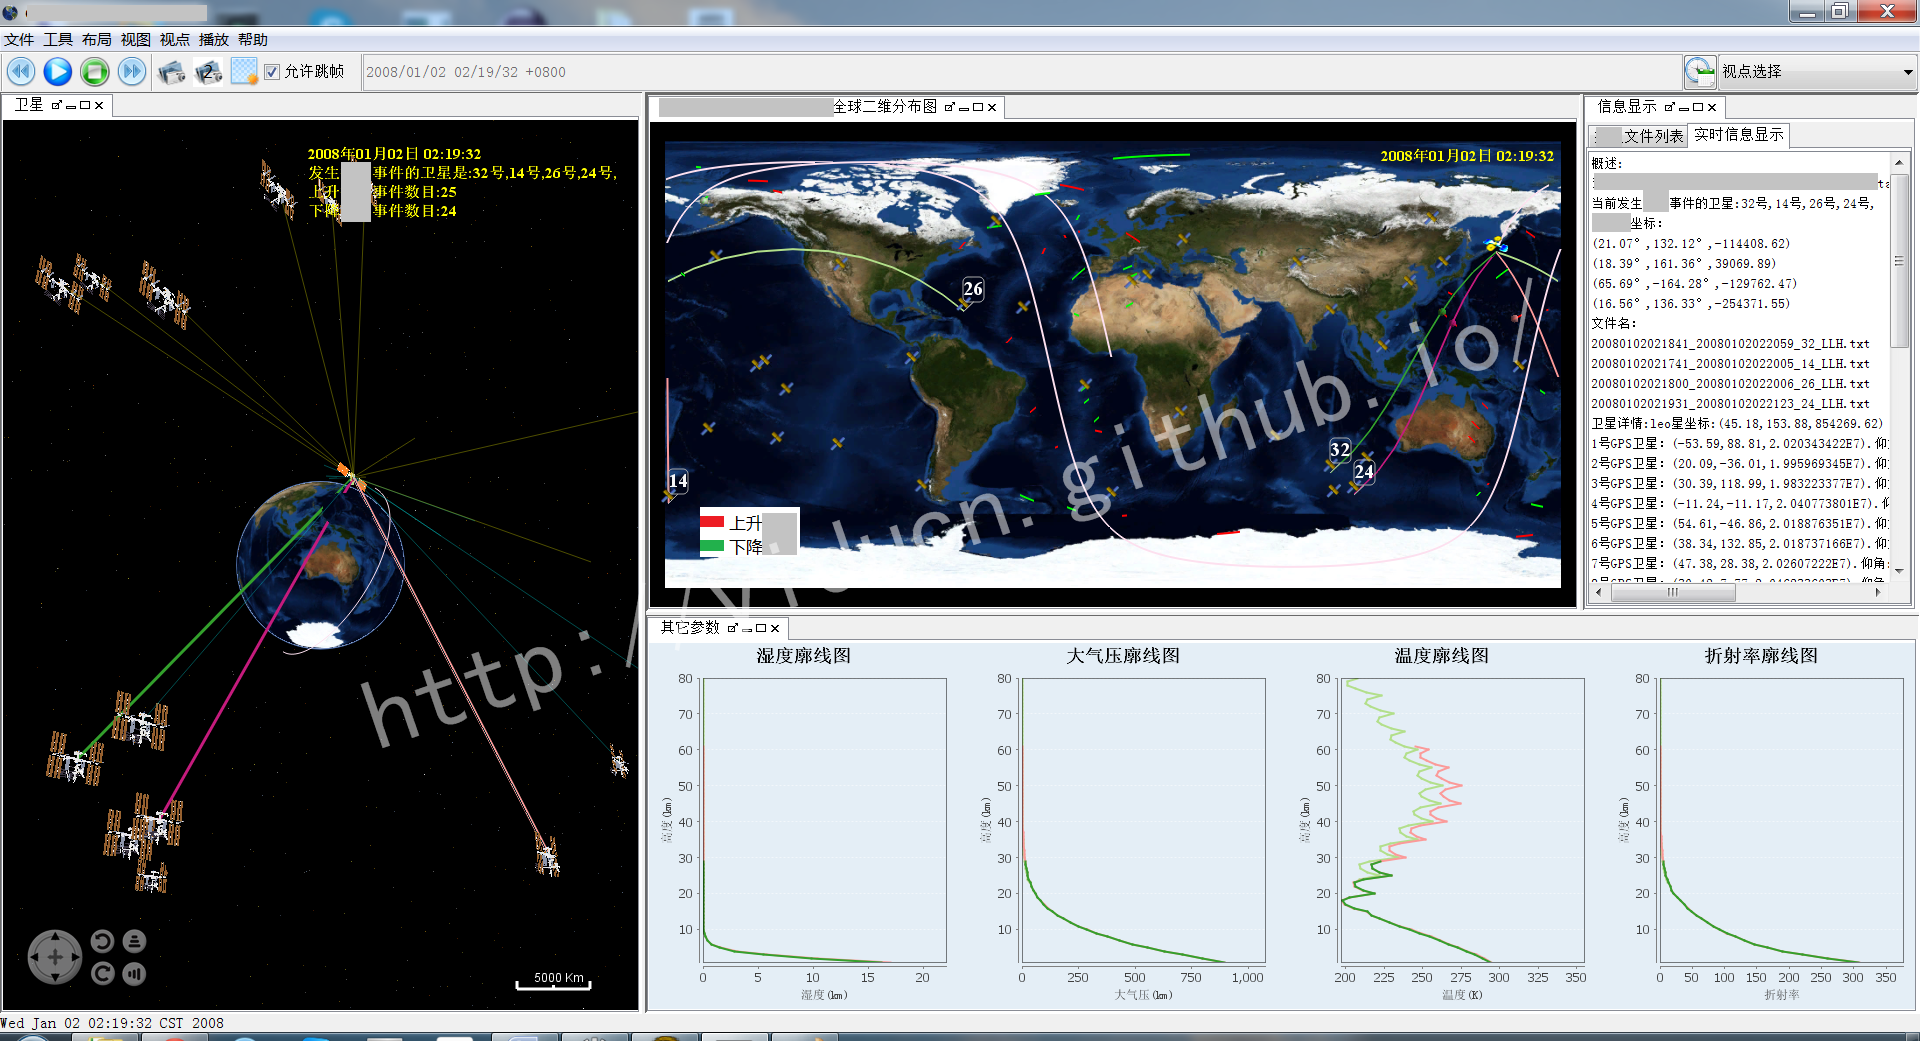 文件 工具 布局 视图 视点 播放 帮助
2
允许跳帧
2008/01/02 02/19/32 +0800
视点选择
卫星
2008年01月02日 02:19:32
发生 事件的卫星是:32号,14号,26号,24号,
上升 事件数目:25
下降 事件数目:24
5000 Km
全球二维分布图
2008年01月02日 02:19:32
26
32
24
14
上升
下降
信息显示
文件列表 实时信息显示
概述:
当前发生 事件的卫星:32号,14号,26号,24号,
坐标:
(21.07°,132.12°,-114408.62)
(18.39°,161.36°,39069.89)
(65.69°,-164.28°,-129762.47)
(16.56°,136.33°,-254371.55)
文件名:
20080102021841_20080102022059_32_LLH.txt
20080102021741_20080102022005_14_LLH.txt
20080102021800_20080102022006_26_LLH.txt
20080102021931_20080102022123_24_LLH.txt
卫星详情:leo星坐标:(45.18,153.88,854269.62)
1号GPS卫星: (-53.59,88.81,2.020343422E7).仰
2号GPS卫星: (20.09,-36.01,1.995969345E7).仰
3号GPS卫星: (30.39,118.99,1.983223377E7).仰
4号GPS卫星: (-11.24,-11.17,2.040773801E7).仰
5号GPS卫星: (54.61,-46.86,2.018876351E7).仰
6号GPS卫星: (38.34,132.85,2.018737166E7).仰
7号GPS卫星: (47.38,28.38,2.02607222E7).仰角:
其它参数
湿度廓线图
80
70
60
50
40
30
20
10
高度(km)
0 5 10 15 20
湿度(km)
大气压廓线图
80
70
60
50
40
30
20
10
高度(km)
0 250 500 750 1,000
大气压(km)
温度廓线图
80
70
60
50
40
30
20
10
高度(km)
200 225 250 275 300 325 350
温度(K)
折射率廓线图
80
70
60
50
40
30
20
10
高度(km)
0 50 100 150 200 250 300 350
折射率
http://yilucn.github.io/
Wed Jan 02 02:19:32 CST 2008